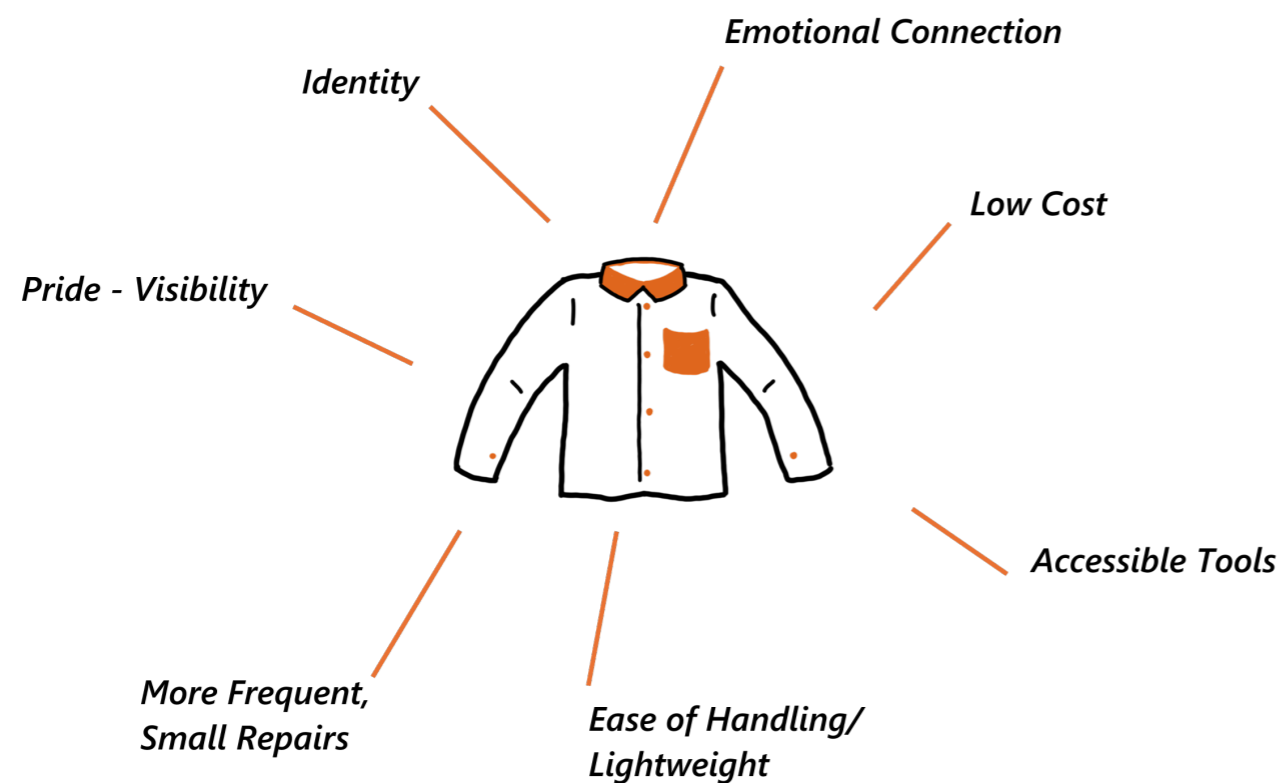 Emotional Connection
Identity
Low Cost
Pride - Visibility
Accessible Tools
More Frequent,
Small Repairs
Ease of Handling/
Lightweight